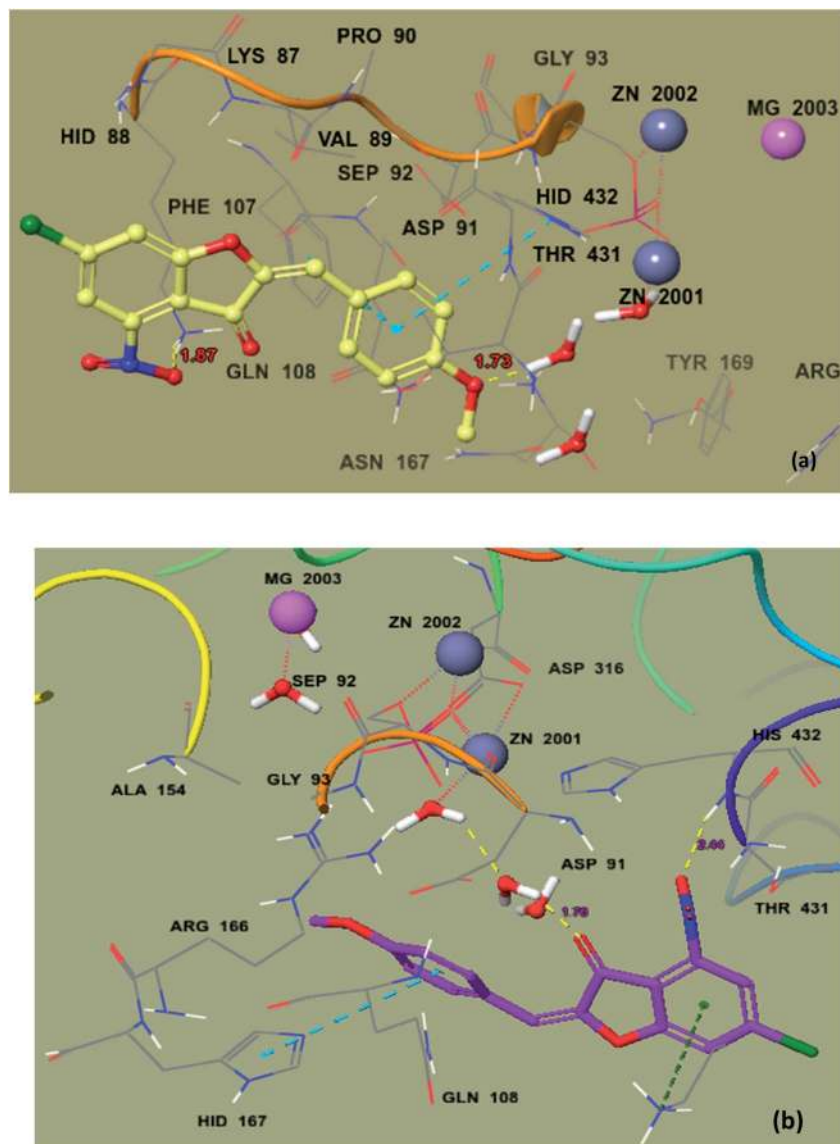 PRO 90
LYS 87
GLY 93
ZN 2002
MG 2003
HID 88
VAL 89
SEP 92
PHE 107
HID 432
ASP 91
THR 431
ZN 2001
1.87
GLN 108
1.73
TYR 169
ARG
ASN 167
(a)
MG 2003
ZN 2002
SEP 92
ASP 316
ZN 2001
HIS 432
GLY 93
ALA 154
ASP 91
2.44
THR 431
1.78
ARG 166
GLN 108
HID 167
(b)